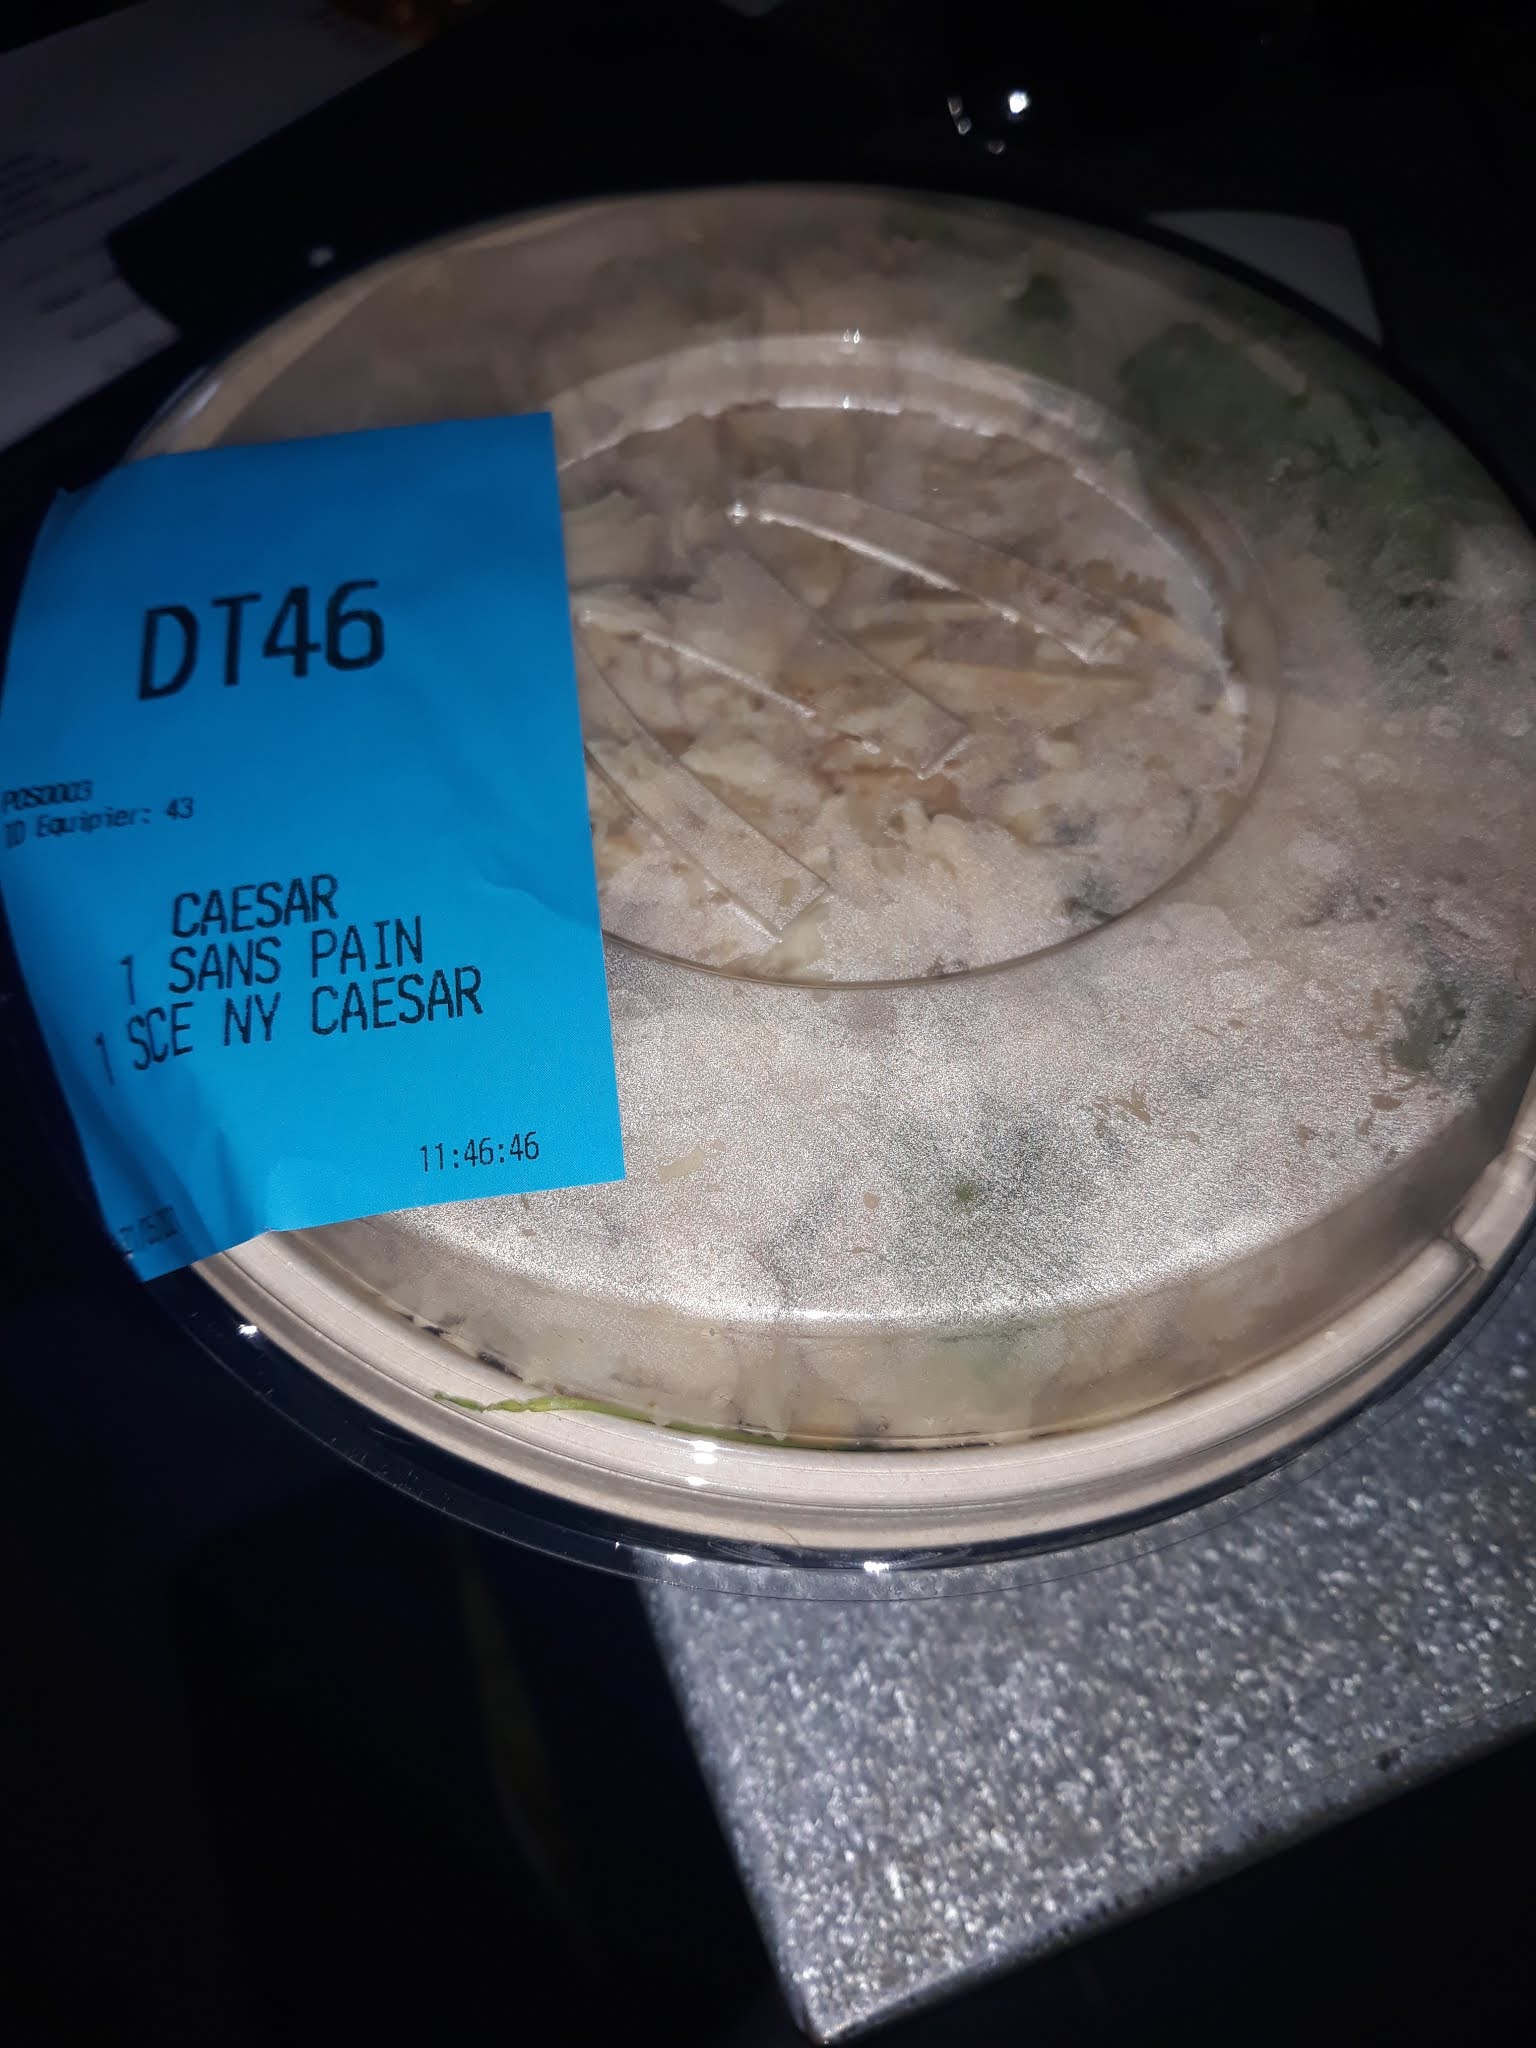 DT46
POS0003
ID Equipier: 43
CAESAR
1 SANS PAIN
1 SCE NY CAESAR
11:46:46